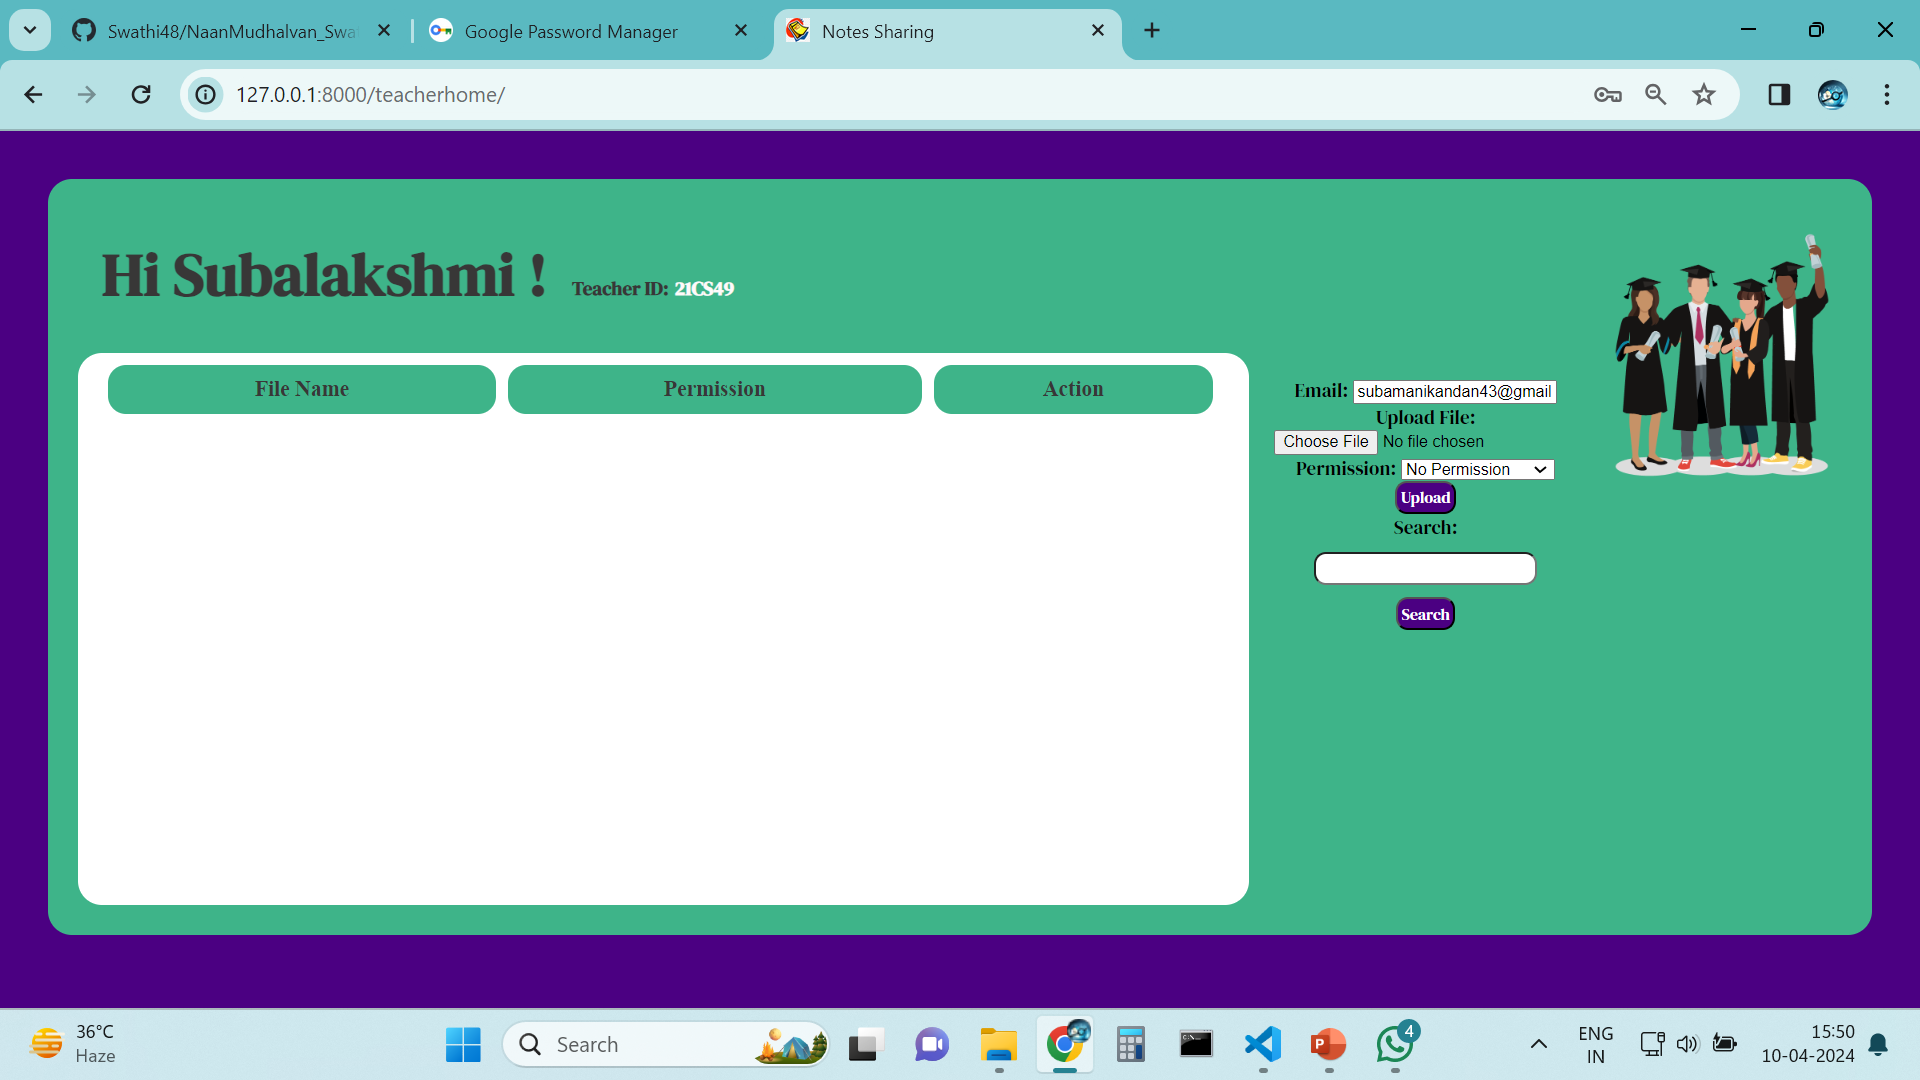 Swathi48/NaanMudhalvan_Swa
Google Password Manager
Notes Sharing
127.0.0.1:8000/teacherhome/
Hi Subalakshmi !
Teacher ID: 21CS49
File Name
Permission
Action
Email: subamanikandan43@gmail
Upload File:
Choose File No file chosen
Permission: No Permission
Upload
Search:
Search
36°C
Haze
Search
4
ENG
IN
15:50
10-04-2024